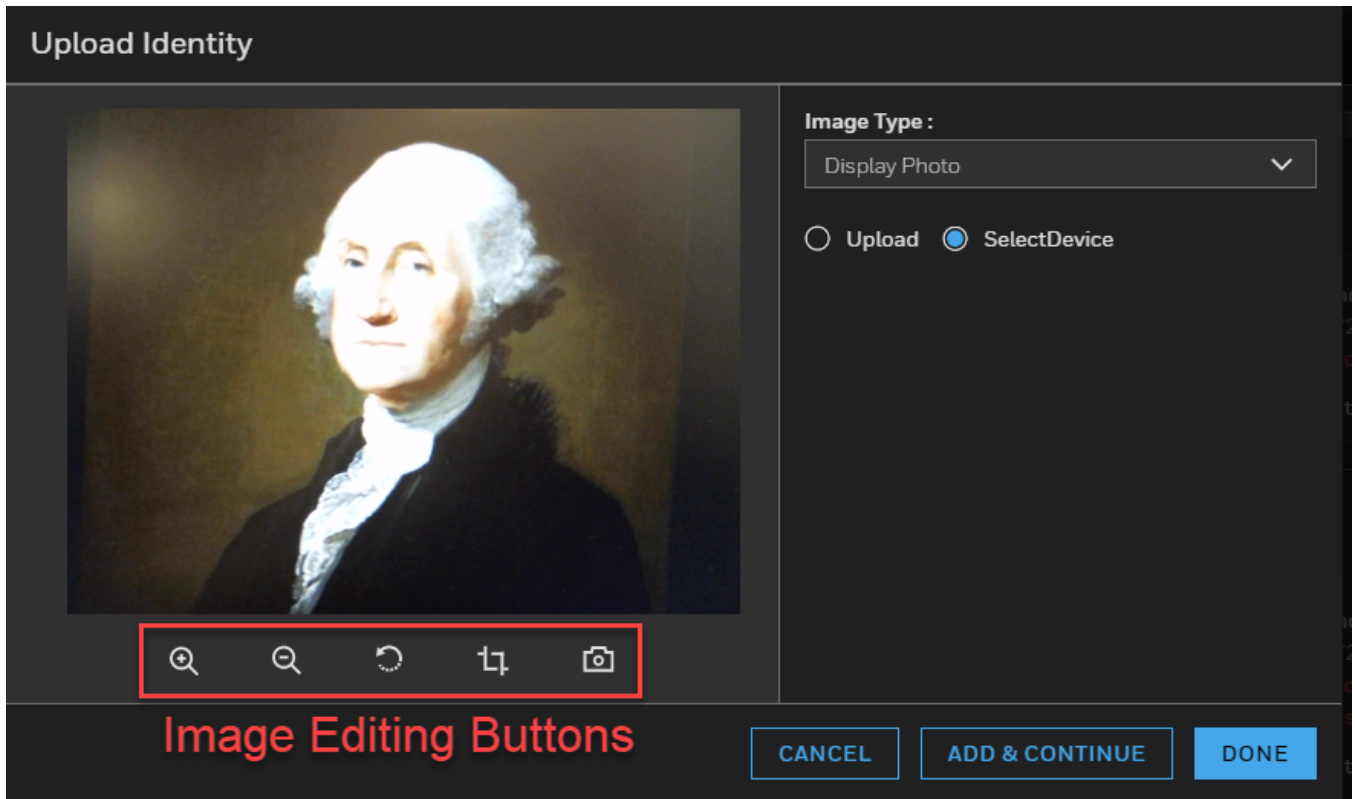 Upload Identity
Image Type :
Display Photo
Upload
SelectDevice
Image Editing Buttons
CANCEL
ADD & CONTINUE
DONE